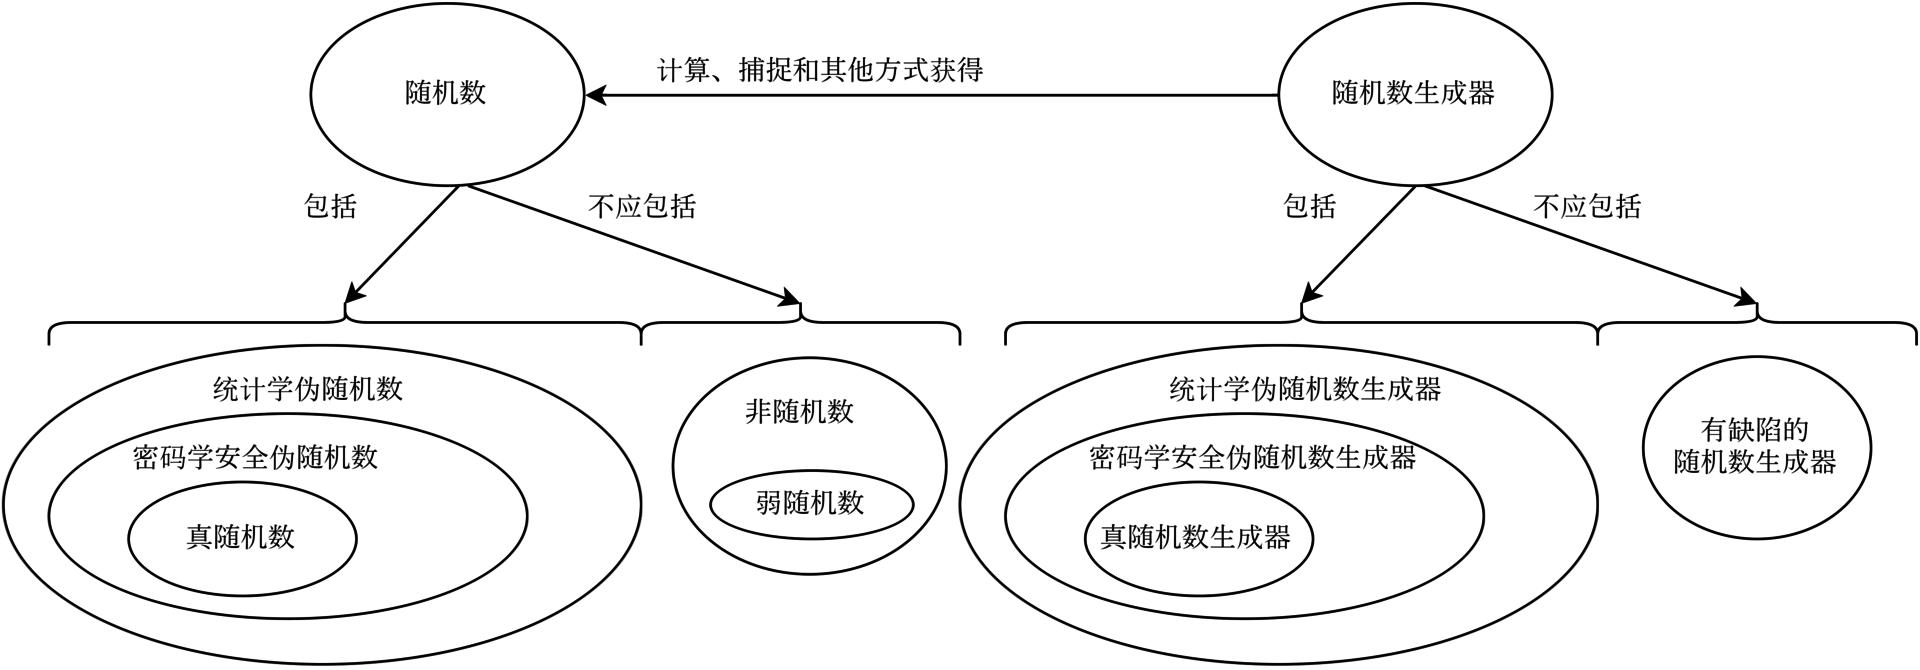 随机数
计算、捕捉和其他方式获得
随机数生成器
包括
不应包括
包括
不应包括
统计学伪随机数
密码学安全伪随机数
真随机数
非随机数
弱随机数
统计学伪随机数生成器
密码学安全伪随机数生成器
真随机数生成器
有缺陷的
随机数生成器